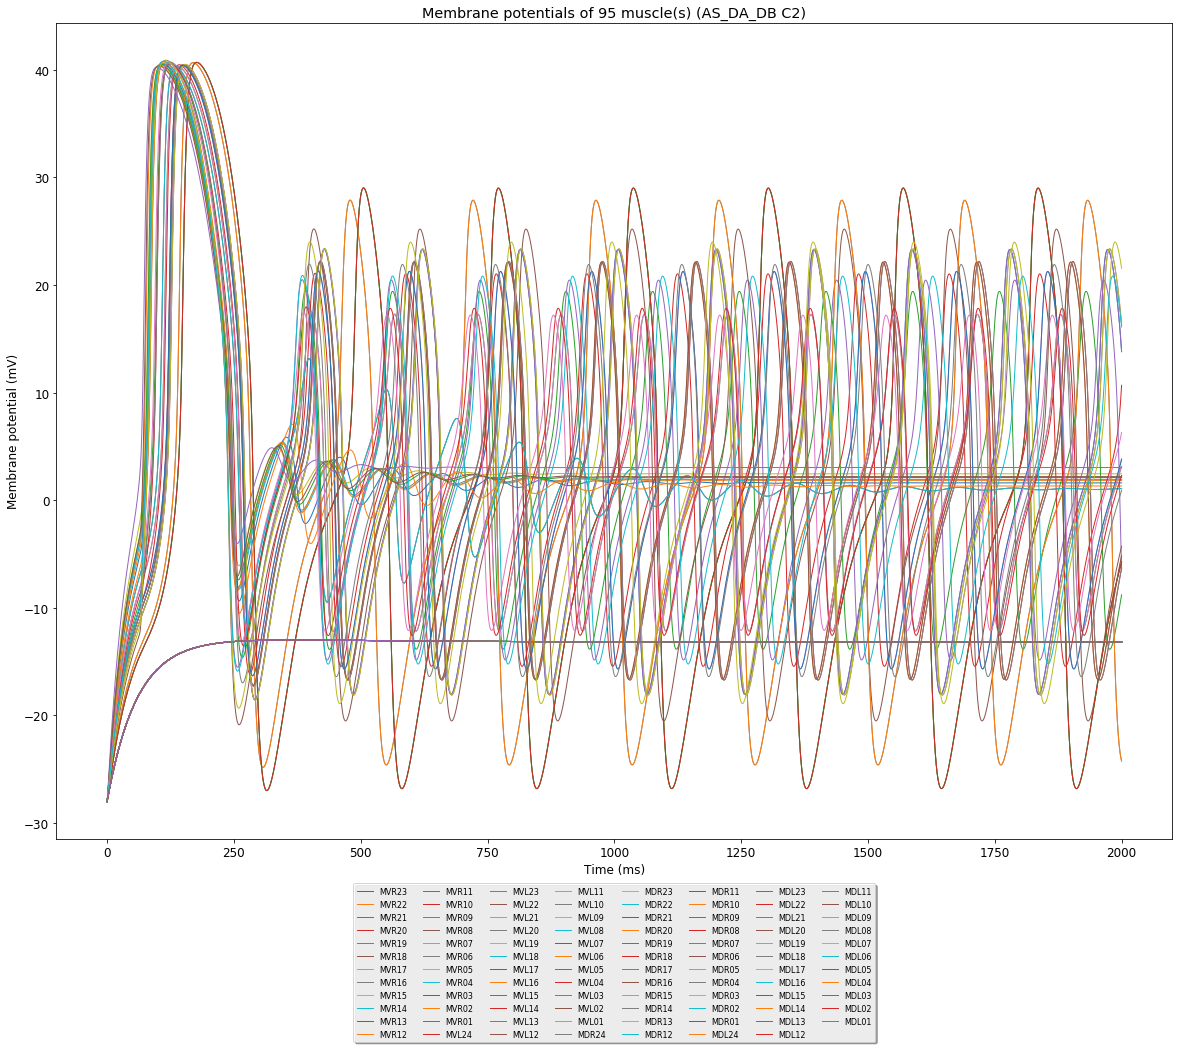 Membrane potentials of 95 muscle(s) (AS_DA_DB C2)
Membrane potential (mV)
40
30
20
10
0
−10
−20
−30
0 250 500 750 1000 1250 1500 1750 2000
Time (ms)
MVR23 MVR11 MVL23 MVL11 MDR23 MDR11 MDL23 MDL11
MVR22 MVR10 MVL22 MVL10 MDR22 MDR10 MDL22 MDL10
MVR21 MVR09 MVL21 MVL09 MDR21 MDR09 MDL21 MDL09
MVR20 MVR08 MVL20 MVL08 MDR20 MDR08 MDL20 MDL08
MVR19 MVR07 MVL19 MVL07 MDR19 MDR07 MDL19 MDL07
MVR18 MVR06 MVL18 MVL06 MDR18 MDR06 MDL18 MDL06
MVR17 MVR05 MVL17 MVL05 MDR17 MDR05 MDL17 MDL05
MVR16 MVR04 MVL16 MVL04 MDR16 MDR04 MDL16 MDL04
MVR15 MVR03 MVL15 MVL03 MDR15 MDR03 MDL15 MDL03
MVR14 MVR02 MVL14 MVL02 MDR14 MDR02 MDL14 MDL02
MVR13 MVR01 MVL13 MVL01 MDR13 MDR01 MDL13 MDL01
MVR12 MVL24 MVL12 MDR24 MDR12 MDL24 MDL12